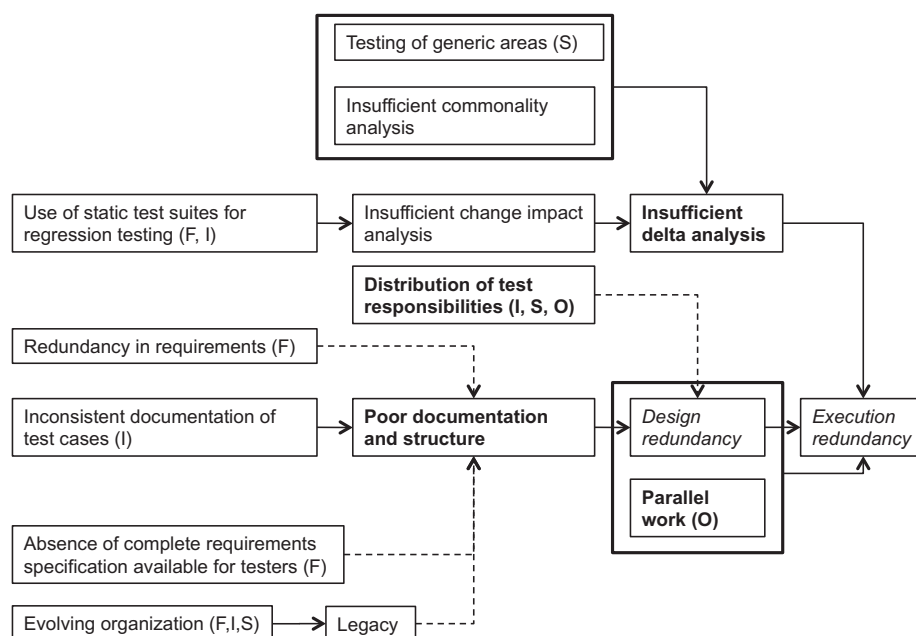 Testing of generic areas (S)
Insufficient commonality
analysis
Use of static test suites for
regression testing (F, I)
Insufficient change impact
analysis
Insufficient
delta analysis
Distribution of test
responsibilities (I, S, O)
Redundancy in requirements (F)
Inconsistent documentation of
test cases (I)
Poor documentation
and structure
Design
redundancy
Execution
redundancy
Parallel
work (O)
Absence of complete requirements
specification available for testers (F)
Evolving organization (F,I,S)
Legacy